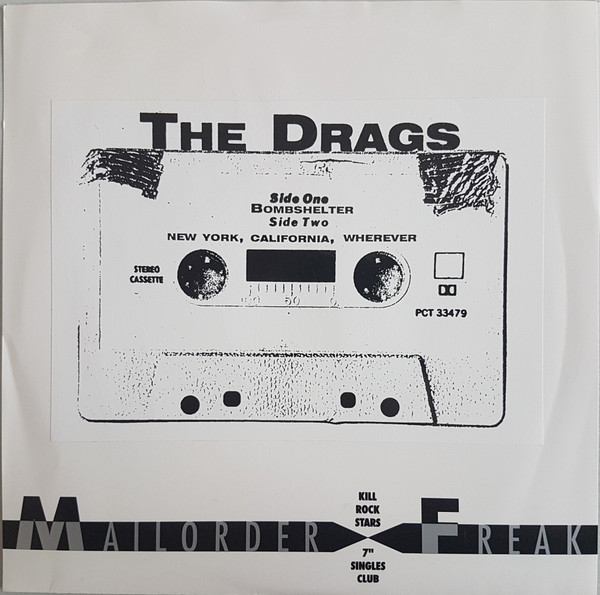 THE DRAGS
Side One
BOMBSHELTER
Side Two
NEW YORK, CALIFORNIA, WHEREVER
STEREO
CASSETTE
50 0
PCT 33479
KILL
ROCK
STARS
MAILORDER FREAK
7"
SINGLES
CLUB